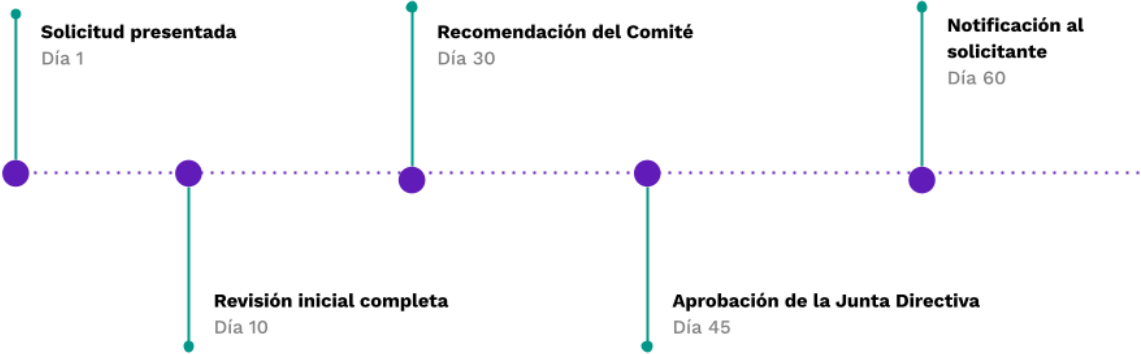 Solicitud presentada
Día 1
Revisión inicial completa
Día 10
Recomendación del Comité
Día 30
Aprobación de la Junta Directiva
Día 45
Notificación al
solicitante
Día 60